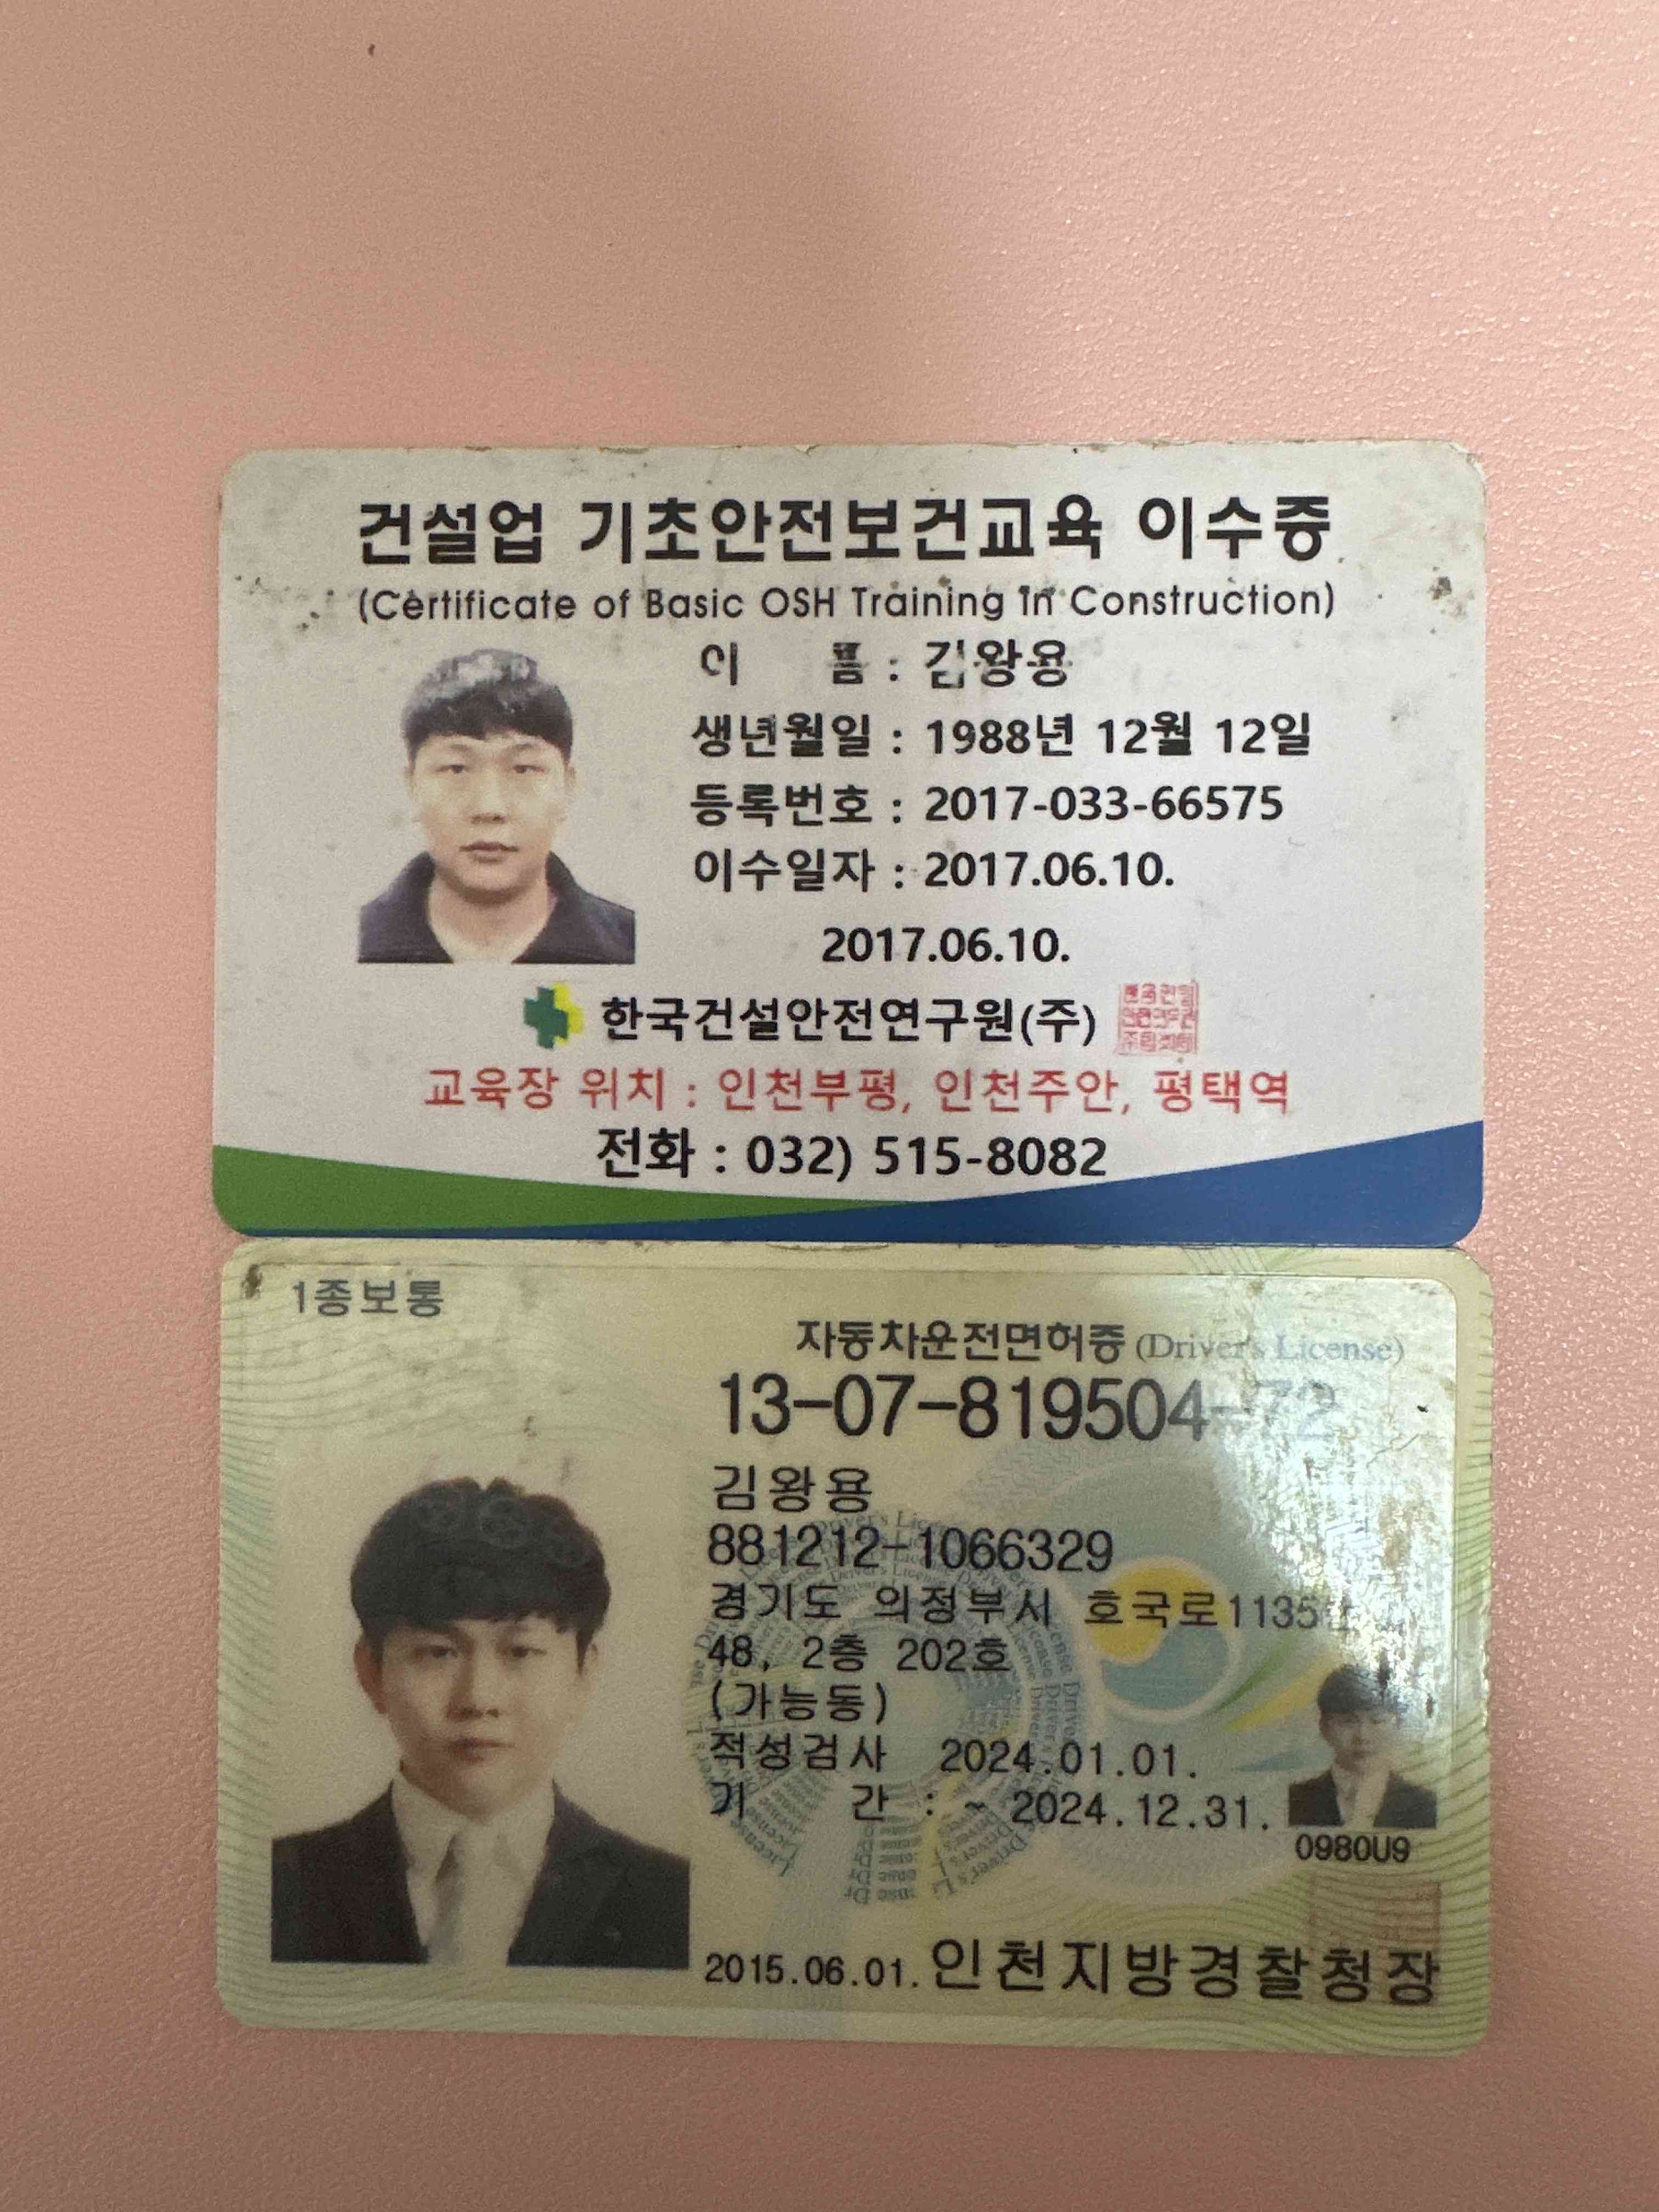 건설업 기초안전보건교육 이수증
(Certificate of Basic OSH Training in Construction)
이 름 : 김왕용
생년월일 : 1988년 12월 12일
등록번호 : 2017-033-66575
이수일자 : 2017.06.10.
2017.06.10.
한국건설안전연구원(주)
교육장 위치 : 인천부평, 인천주안, 평택역
전화 : 032) 515-8082
1종보통
자동차운전면허증 (Driver's License)
13-07-819504-72
김왕용
881212-1066329
경기도 의정부시 호국로1135
48, 2층 202호
(가능동)
적성검사 2024.01.01.
기 간 : ~ 2024.12.31.
0980U9
2015.06.01. 인천지방경찰청장